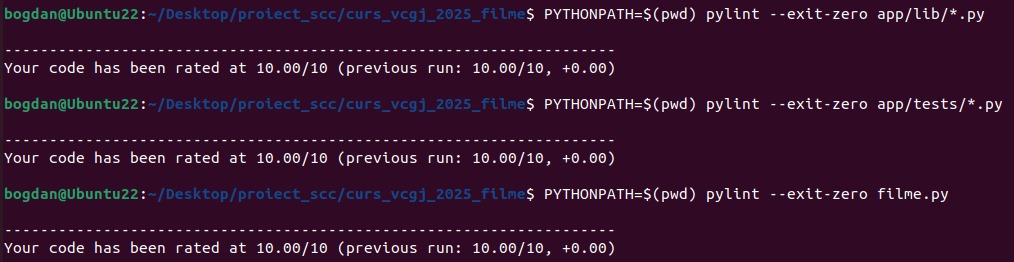 bogdan@Ubuntu22:~/Desktop/proiect_scc/curs_vcgj_2025_filme$ PYTHONPATH=$(pwd) pylint --exit-zero app/lib/*.py
--------------------------------------------------------------------
Your code has been rated at 10.00/10 (previous run: 10.00/10, +0.00)
bogdan@Ubuntu22:~/Desktop/proiect_scc/curs_vcgj_2025_filme$ PYTHONPATH=$(pwd) pylint --exit-zero app/tests/*.py
--------------------------------------------------------------------
Your code has been rated at 10.00/10 (previous run: 10.00/10, +0.00)
bogdan@Ubuntu22:~/Desktop/proiect_scc/curs_vcgj_2025_filme$ PYTHONPATH=$(pwd) pylint --exit-zero filme.py
--------------------------------------------------------------------
Your code has been rated at 10.00/10 (previous run: 10.00/10, +0.00)